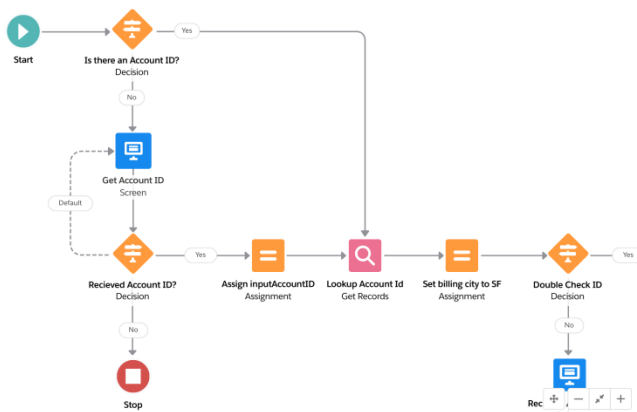 Yes
Start
Is there an Account ID?
Decision
No
Get Account ID
Screen
Default
Yes
Yes
Recieved Account ID?
Decision
Assign inputAccountID
Assignment
Lookup Account Id
Get Records
Set billing city to SF
Assignment
Double Check ID
Decision
No
No
Stop